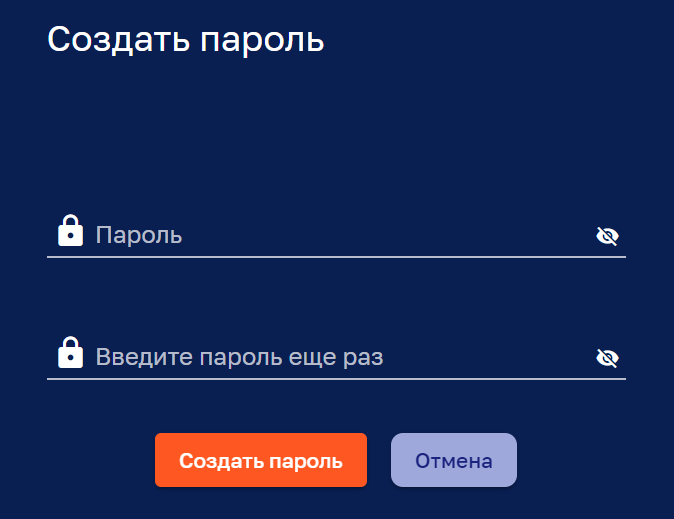 Создать пароль
Пароль
Введите пароль еще раз
Создать пароль
Отмена